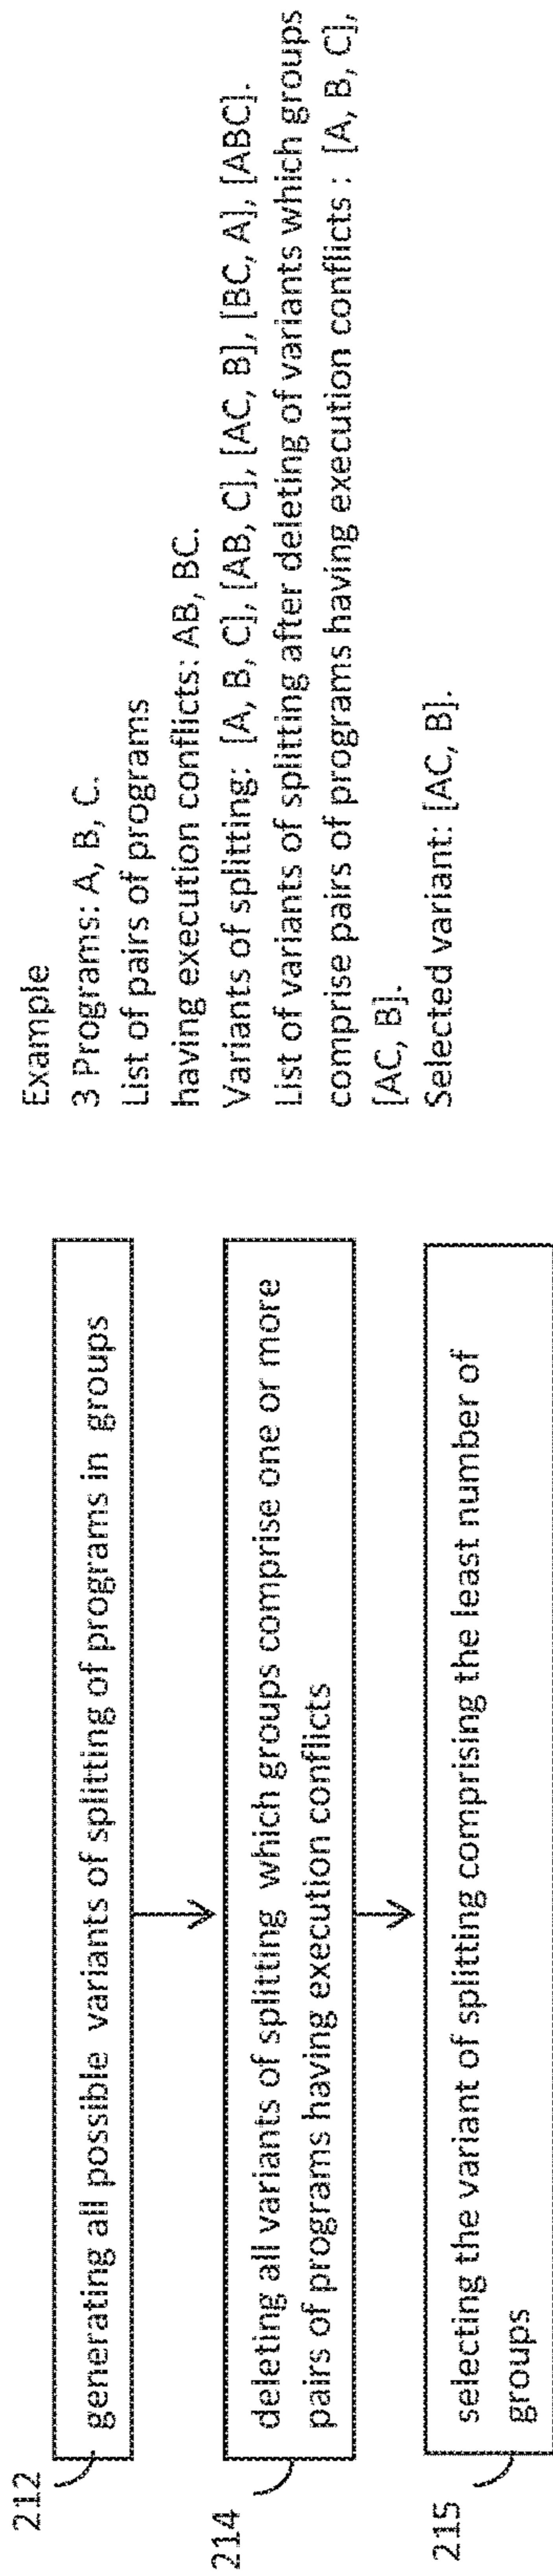 212
generating all possible variants of splitting of programs in groups
214
deleting all variants of splitting which groups comprise one or more
pairs of programs having execution conflicts
215
selecting the variant of splitting comprising the least number of
groups
Example
3 Programs: A, B, C.
List of pairs of programs
having execution conflicts: AB, BC.
Variants of splitting: [A, B, C], [AB, C], [AC, B], [BC, A], [ABC].
List of variants of splitting after deleting of variants which groups
comprise pairs of programs having execution conflicts : [A, B, C],
[AC, B].
Selected variant: [AC, B].